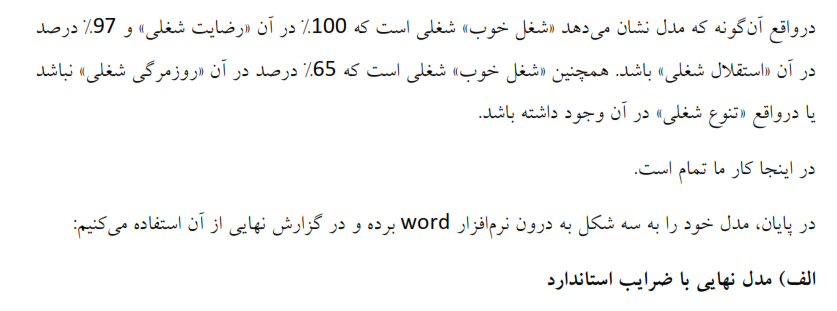 درواقع آن‌گونه که مدل نشان می‌دهد «شغل خوب» شغلی است که 100٪ در آن «رضایت شغلی» و 97٪ درصد
در آن «استقلال شغلی» باشد. همچنین «شغل خوب» شغلی است که 65٪ درصد در آن «روزمرگی شغلی» نباشد
یا درواقع «تنوع شغلی» در آن وجود داشته باشد.
در اینجا کار ما تمام است.
در پایان، مدل خود را به سه شکل به درون نرم‌افزار word برده و در گزارش نهایی از آن استفاده می‌کنیم:
الف) مدل نهایی با ضرایب استاندارد